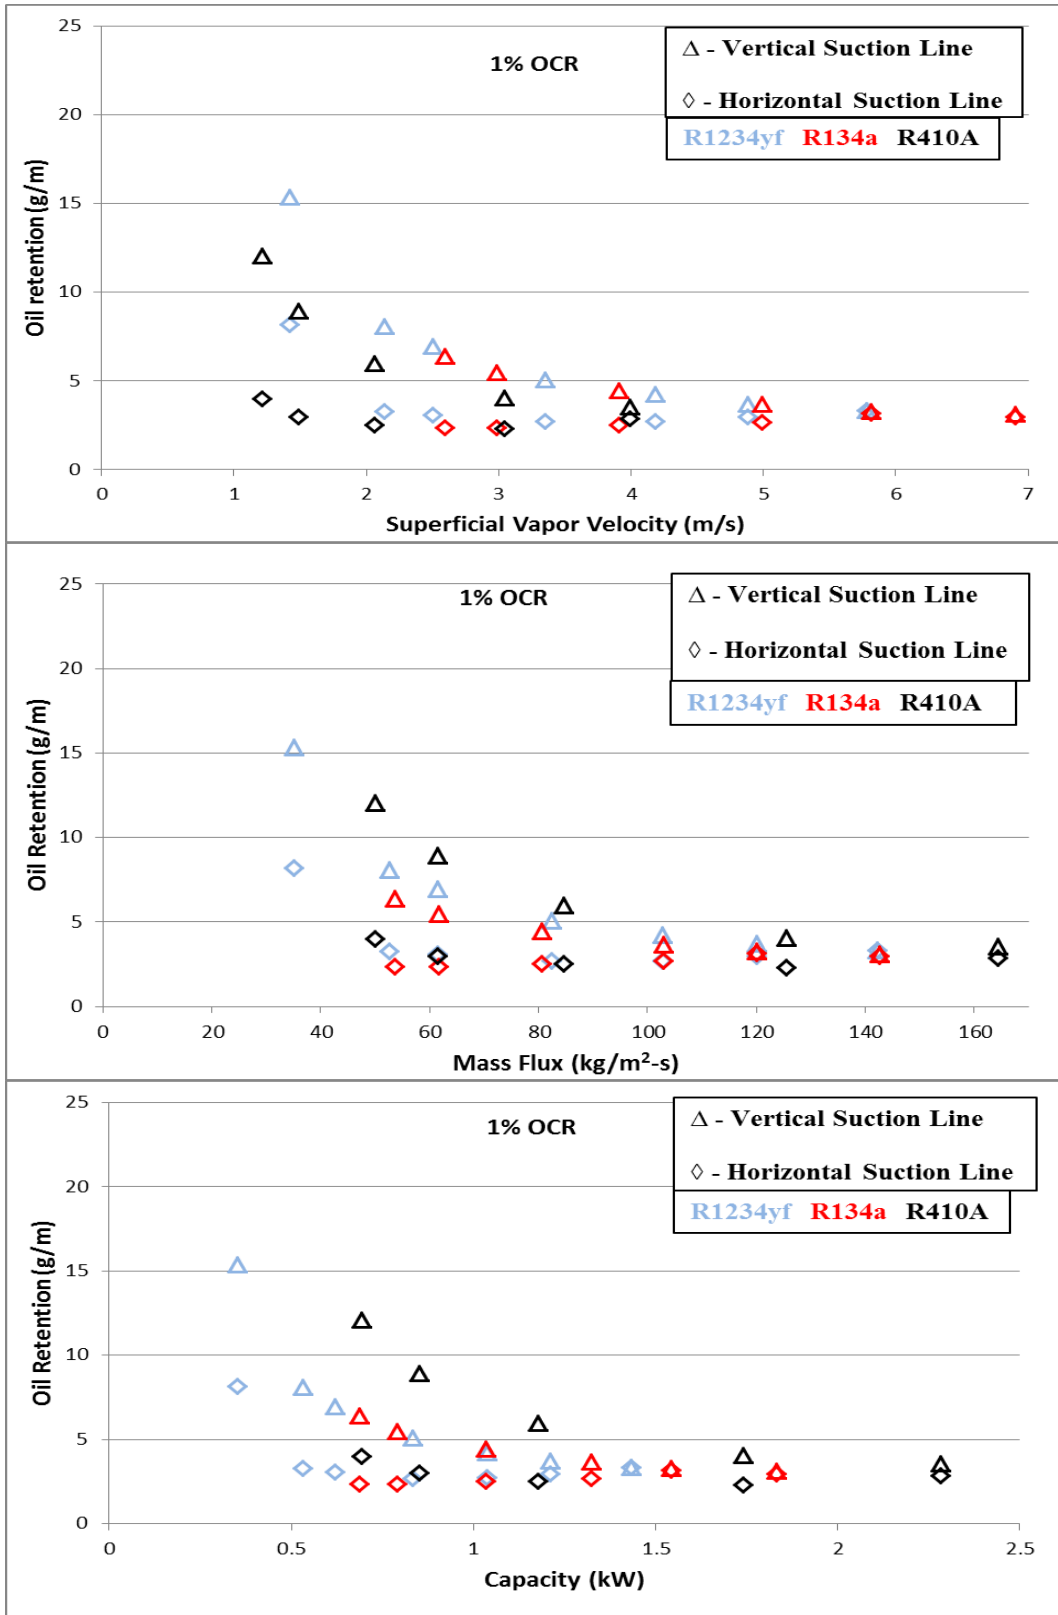 25
20
15
10
5
0
Oil retention (g/m)
1% OCR
Δ - Vertical Suction Line
◊ - Horizontal Suction Line
R1234yf R134a R410A
0 1 2 3 4 5 6 7
Superficial Vapor Velocity (m/s)
25
20
15
10
5
0
Oil Retention (g/m)
1% OCR
Δ - Vertical Suction Line
◊ - Horizontal Suction Line
R1234yf R134a R410A
0 20 40 60 80 100 120 140 160
Mass Flux (kg/m²-s)
25
20
15
10
5
0
Oil Retention (g/m)
1% OCR
Δ - Vertical Suction Line
◊ - Horizontal Suction Line
R1234yf R134a R410A
0 0.5 1 1.5 2 2.5
Capacity (kW)